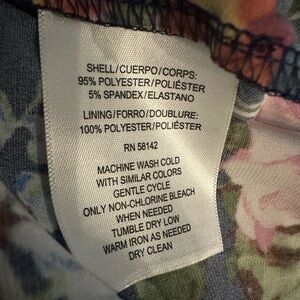 SHELL/CUERPO/CORPS:
95% POLYESTER/POLIÉSTER
5% SPANDEX/ELASTANO
LINING/FORRO/DOUBLURE:
100% POLYESTER/POLIÉSTER
RN 58142
MACHINE WASH COLD
WITH SIMILAR COLORS
GENTLE CYCLE
ONLY NON-CHLORINE BLEACH
WHEN NEEDED
TUMBLE DRY LOW
WARM IRON AS NEEDED
DRY CLEAN